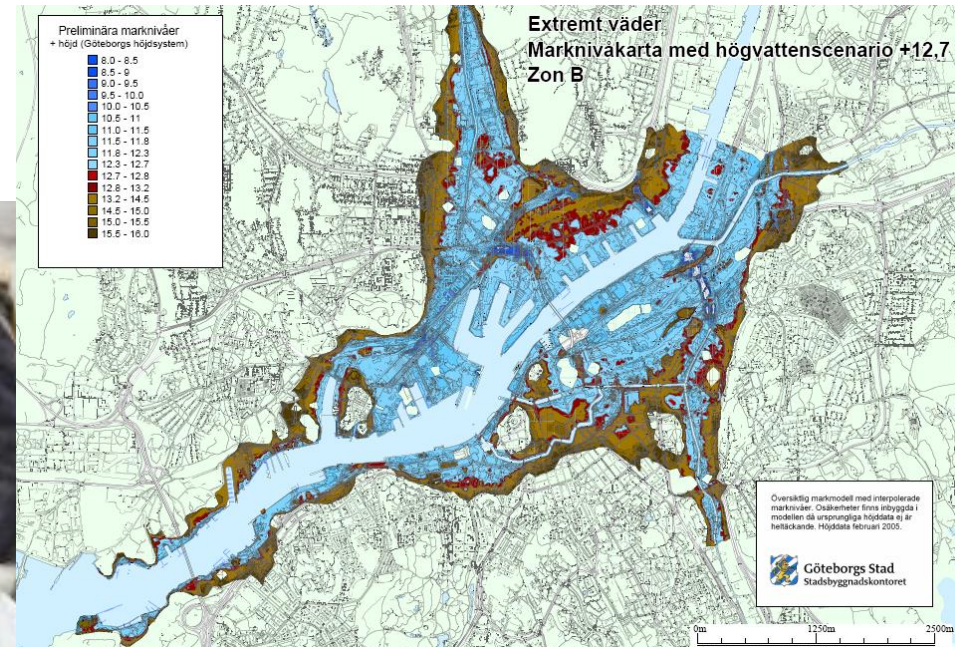 Preliminära marknivåer
+ höjd (Göteborgs höjdsystem)
8.0 - 8.5
8.5 - 9
9.0 - 9.5
9.5 - 10.0
10.0 - 10.5
10.5 - 11
11.0 - 11.5
11.5 - 11.8
11.8 - 12.3
12.3 - 12.7
12.7 - 12.8
12.8 - 13.2
13.2 - 14.5
14.5 - 15.0
15.0 - 15.5
15.5 - 16.0
Extremt väder
Marknivåkarta med högvattenscenario +12,7
Zon B
Översiktlig markmodell med interpolerade
marknivåer. Osäkerheter finns inbyggda i
modellen då ursprungliga höjddata ej är
heltäckande. Höjddata februari 2005.
Göteborgs Stad
Stadsbyggnadskontoret
0m 1250m 2500m